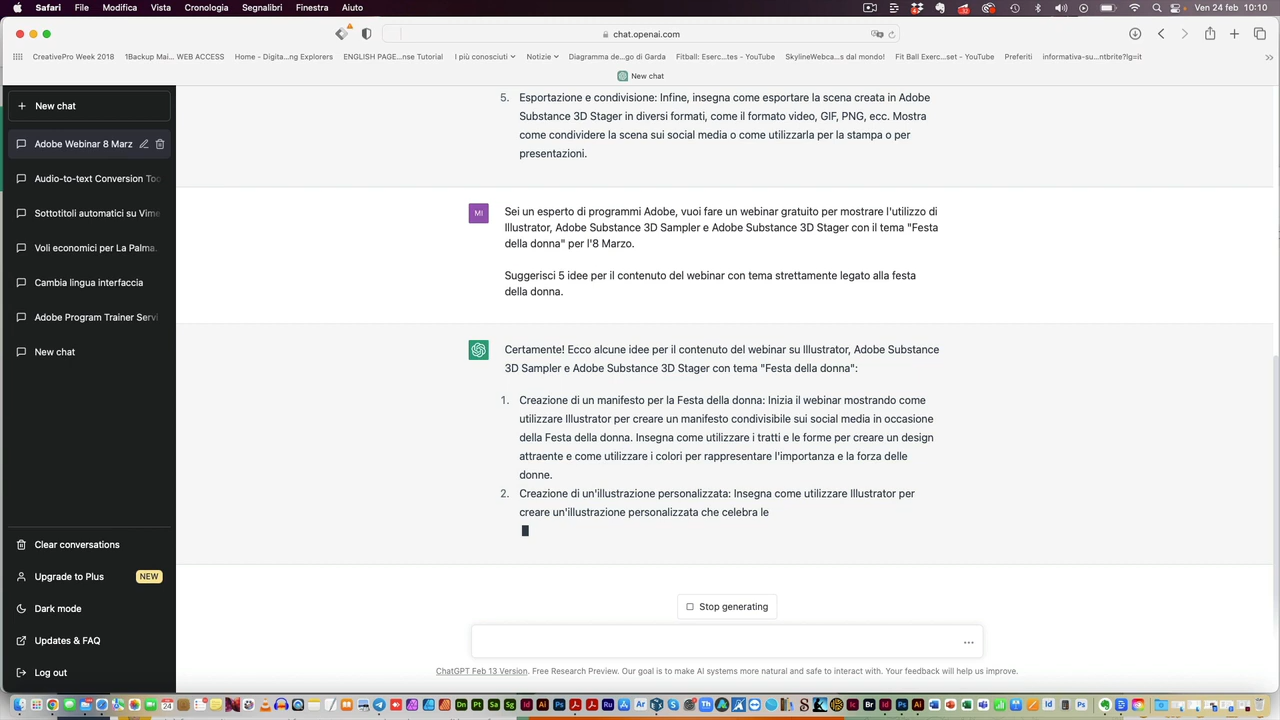 Safari File Modifica Vista Cronologia Segnalibri Finestra Aiuto Ven 24 feb 10:10
chat.openai.com
CreativePro Week 2018 1Backup Mai... WEB ACCESS Home - Digita...ng Explorers ENGLISH PAGE...nse Tutorial I più conosciuti Notizie Diagramma de...go di Garda Fitball: Eserc...tes - YouTube SkylineWebca...s dal mondo! Fit Ball Exerc...set - YouTube Preferiti informativa-su...ntbrite?lg=it
New chat
New chat
Adobe Webinar 8 Marz
Audio-to-text Conversion Too
Sottotitoli automatici su Vime
Voli economici per La Palma.
Cambia lingua interfaccia
Adobe Program Trainer Servi
New chat
Clear conversations
Upgrade to Plus NEW
Dark mode
Updates & FAQ
Log out
5. Esportazione e condivisione: Infine, insegna come esportare la scena creata in Adobe
Substance 3D Stager in diversi formati, come il formato video, GIF, PNG, ecc. Mostra
come condividere la scena sui social media o come utilizzarla per la stampa o per
presentazioni.
MI
Sei un esperto di programmi Adobe, vuoi fare un webinar gratuito per mostrare l'utilizzo di
Illustrator, Adobe Substance 3D Sampler e Adobe Substance 3D Stager con il tema "Festa
della donna" per l'8 Marzo.
Suggerisci 5 idee per il contenuto del webinar con tema strettamente legato alla festa
della donna.
Certamente! Ecco alcune idee per il contenuto del webinar su Illustrator, Adobe Substance
3D Sampler e Adobe Substance 3D Stager con tema "Festa della donna":
1. Creazione di un manifesto per la Festa della donna: Inizia il webinar mostrando come
utilizzare Illustrator per creare un manifesto condivisibile sui social media in occasione
della Festa della donna. Insegna come utilizzare i tratti e le forme per creare un design
attraente e come utilizzare i colori per rappresentare l'importanza e la forza delle
donne.
2. Creazione di un'illustrazione personalizzata: Insegna come utilizzare Illustrator per
creare un'illustrazione personalizzata che celebra le
Stop generating
ChatGPT Feb 13 Version. Free Research Preview. Our goal is to make AI systems more natural and safe to interact with. Your feedback will help us improve.